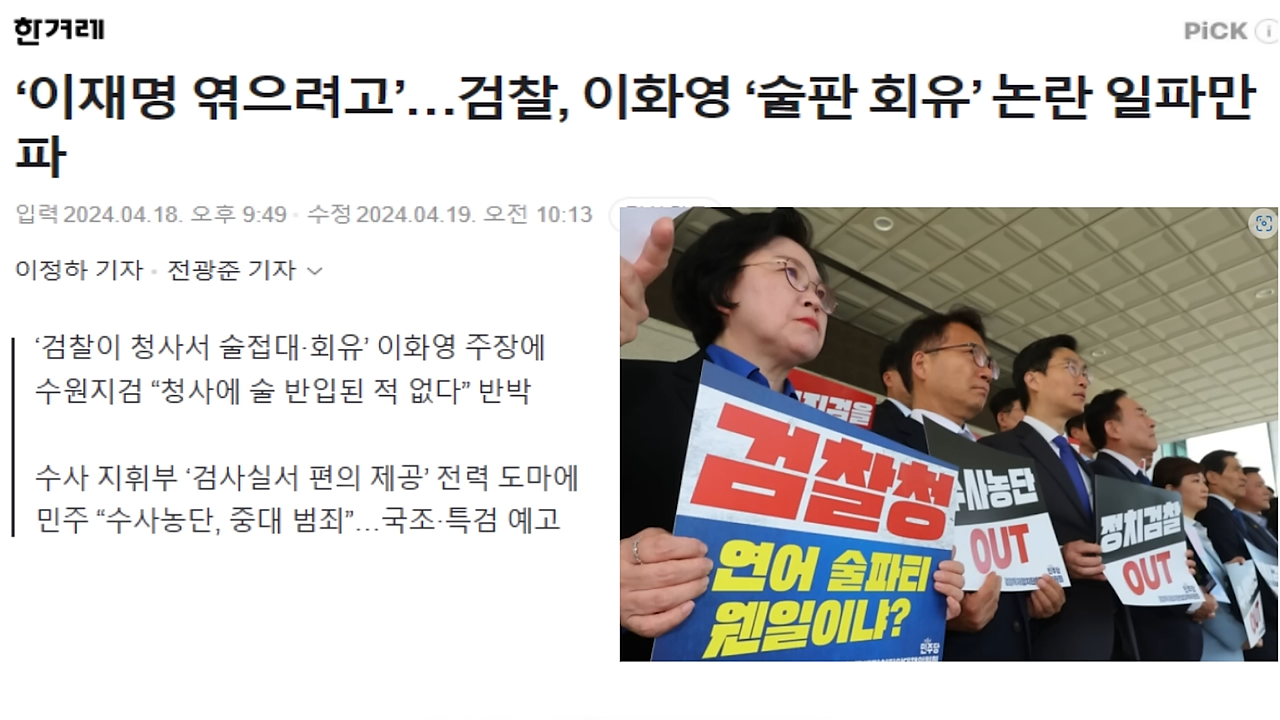 한겨레
PiCK
‘이재명 엮으려고’…검찰, 이화영 ‘술판 회유’ 논란 일파만
파
입력 2024.04.18. 오후 9:49 · 수정 2024.04.19. 오전 10:13
이정하 기자 · 전광준 기자
‘검찰이 청사서 술접대·회유’ 이화영 주장에
수원지검 “청사에 술 반입된 적 없다” 반박
수사 지휘부 ‘검사실서 편의 제공’ 전력 도마에
민주 “수사농단, 중대 범죄”…국조·특검 예고
지검을
검찰청
연어 술파티
웬일이냐?
민주당
수사농단
OUT
정치검찰
OUT